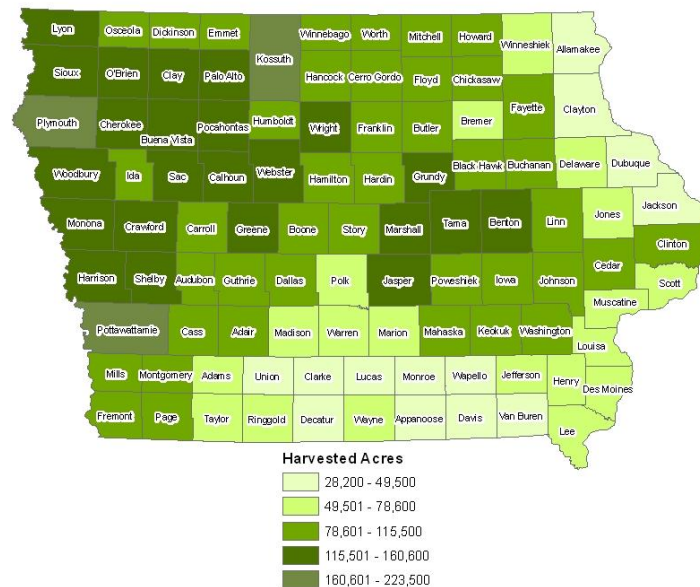 Lyon Osceola Dickinson Emmet Winnebago Worth Mitchell Howard Winneshiek Allamakee
Kossuth
Sioux O'Brien Clay Palo Alto Hancock Cerro Gordo Floyd Chickasaw
Plymouth Cherokee Buena Vista Pocahontas Humboldt Wright Franklin Butler Bremer Fayette Clayton
Woodbury Ida Sac Calhoun Webster Hamilton Hardin Grundy Black Hawk Buchanan Delaware Dubuque
Jackson
Monona Crawford Carroll Greene Boone Story Marshall Tama Benton Linn Jones
Clinton
Harrison Shelby Audubon Guthrie Dallas Polk Jasper Poweshiek Iowa Johnson Cedar Scott
Muscatine
Pottawattamie Cass Adair Madison Warren Marion Mahaska Keokuk Washington
Louisa
Mills Montgomery Adams Union Clarke Lucas Monroe Wapello Jefferson Henry Des Moines
Fremont Page Taylor Ringgold Decatur Wayne Appanoose Davis Van Buren Lee
Harvested Acres
28,200 - 49,500
49,501 - 78,600
78,601 - 115,500
115,501 - 160,600
160,601 - 223,500